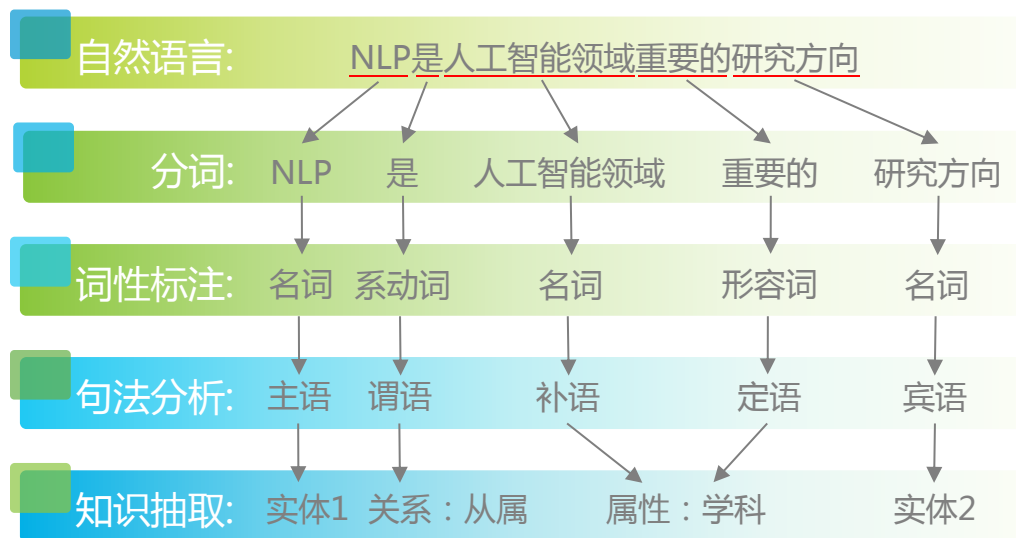 自然语言: NLP是人工智能领域重要的研究方向
分词: NLP 是 人工智能领域 重要的 研究方向
词性标注: 名词 系动词 名词 形容词 名词
句法分析: 主语 谓语 补语 定语 宾语
知识抽取: 实体1 关系：从属 属性：学科 实体2